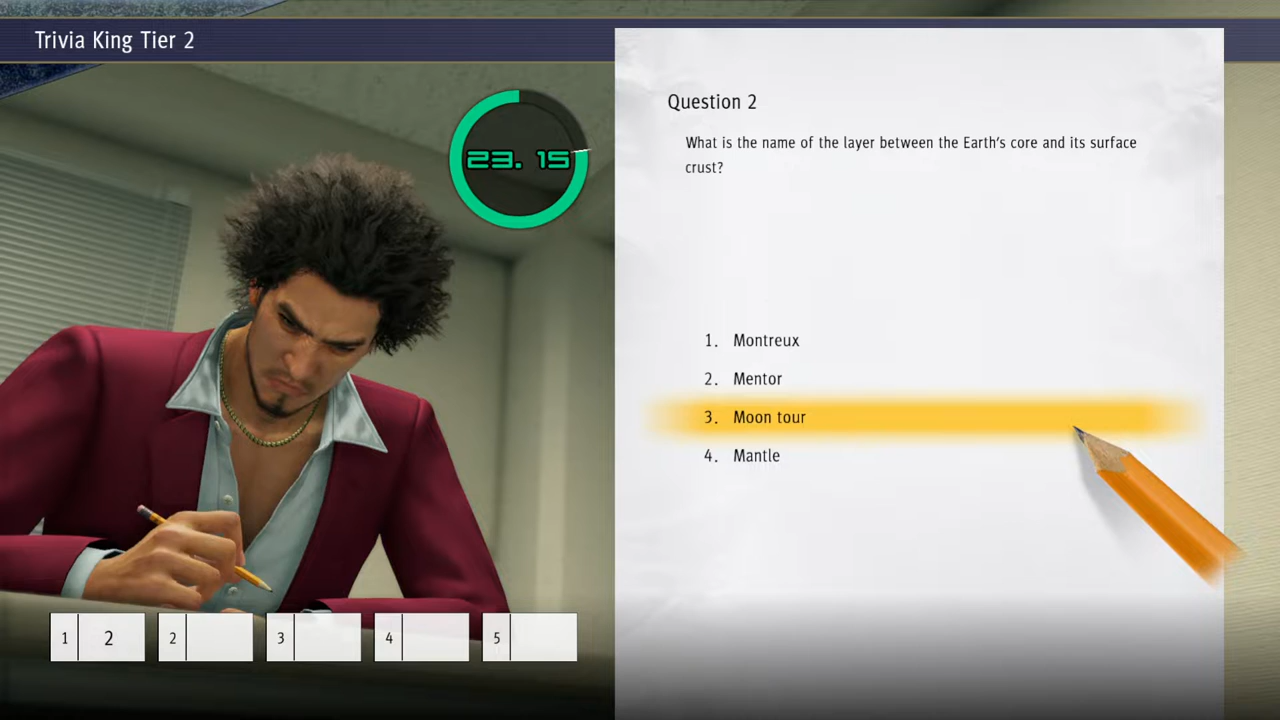 Trivia King Tier 2
23. 15
Question 2
What is the name of the layer between the Earth's core and its surface
crust?
1. Montreux
2. Mentor
3. Moon tour
4. Mantle
1 2 2 3 4 5